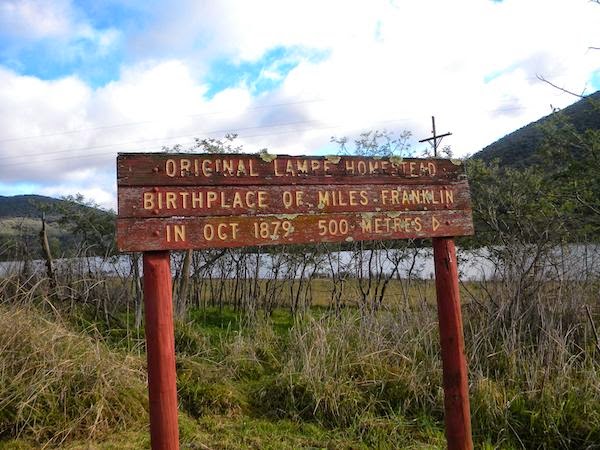 ORIGINAL LAMPE HOMESTEAD
BIRTHPLACE OF MILES FRANKLIN
IN OCT 1879 500 METRES